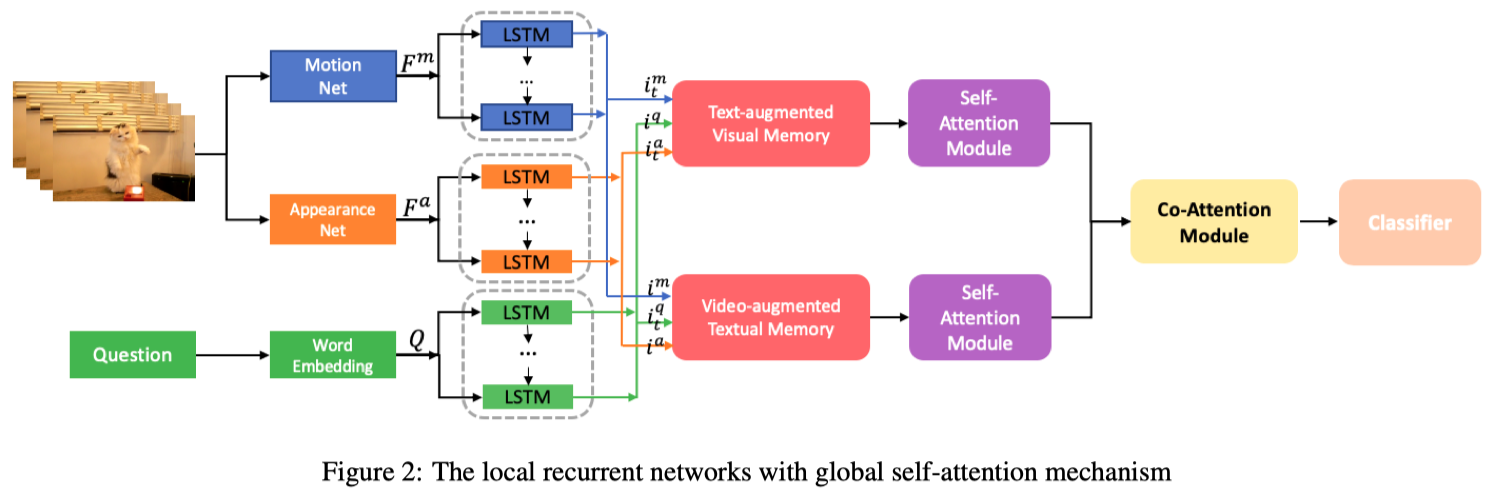 Motion
Net
F^m
LSTM
...
LSTM
Appearance
Net
F^a
LSTM
...
LSTM
Question
Word
Embedding
Q
LSTM
...
LSTM
i_t^m
i^q
i_t^a
Text-augmented
Visual Memory
Self-
Attention
Module
i^m
i_t^q
i^a
Video-augmented
Textual Memory
Self-
Attention
Module
Co-Attention
Module
Classifier
Figure 2: The local recurrent networks with global self-attention mechanism